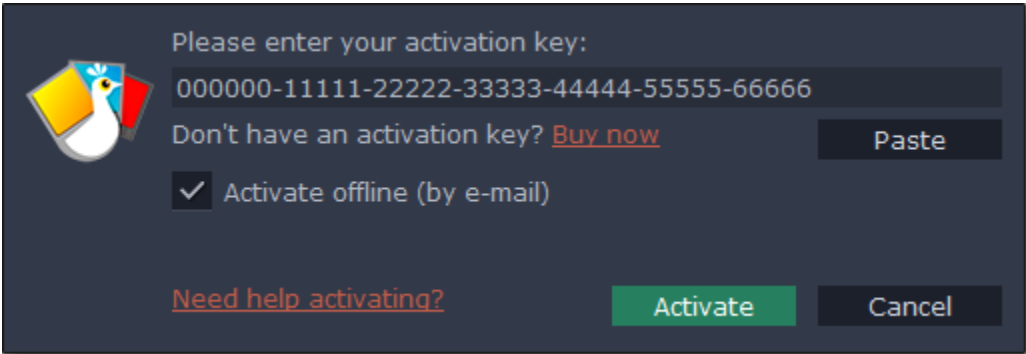 Please enter your activation key:
000000-11111-22222-33333-44444-55555-66666
Don't have an activation key? Buy now
Paste
Activate offline (by e-mail)
Need help activating?
Activate
Cancel